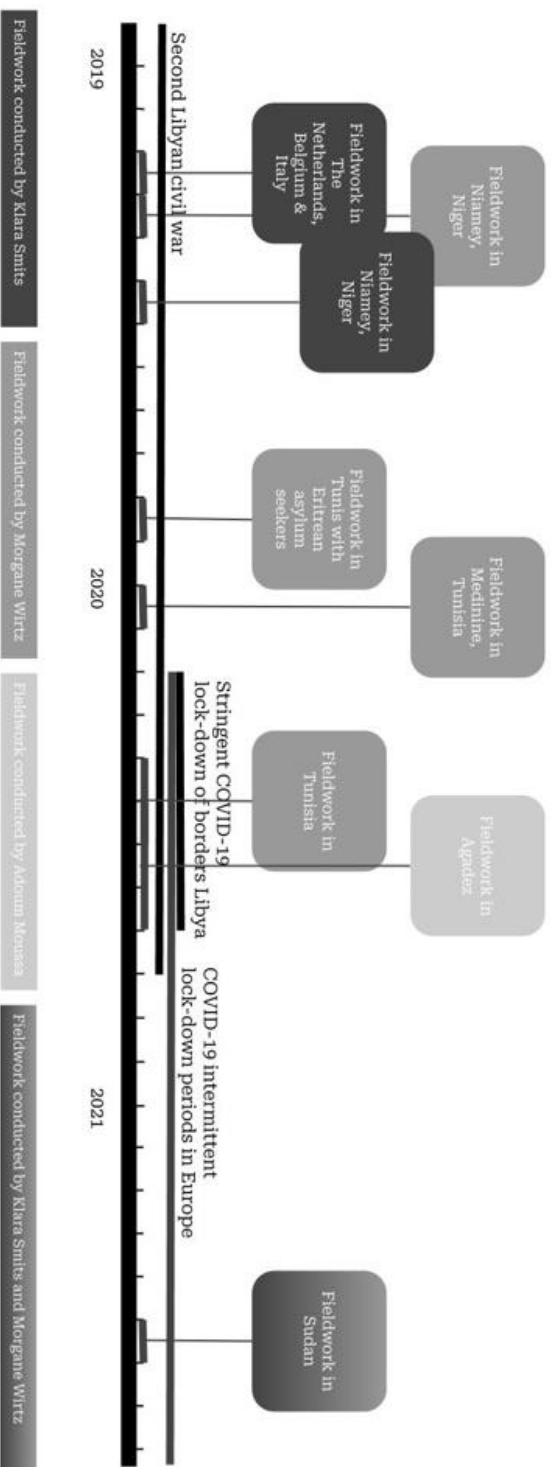 Fieldwork in
Niamey,
Niger
Fieldwork in
The
Netherlands,
Belgium &
Italy
Fieldwork in
Niamey,
Niger
Fieldwork in
Tunis with
Eritrean
asylum
seekers
Fieldwork in
Medinine,
Tunisia
Fieldwork in
Tunisia
Fieldwork in
Agadez
Fieldwork in
Sudan
Second Libyan civil war
Stringent COVID-19
lock-down of borders Libya
COVID-19 intermittent
lock-down periods in Europe
2019
2020
2021
Fieldwork conducted by Klara Smits
Fieldwork conducted by Morgane Wirtz
Fieldwork conducted by Adoum Moussa
Fieldwork conducted by Klara Smits and Morgane Wirtz